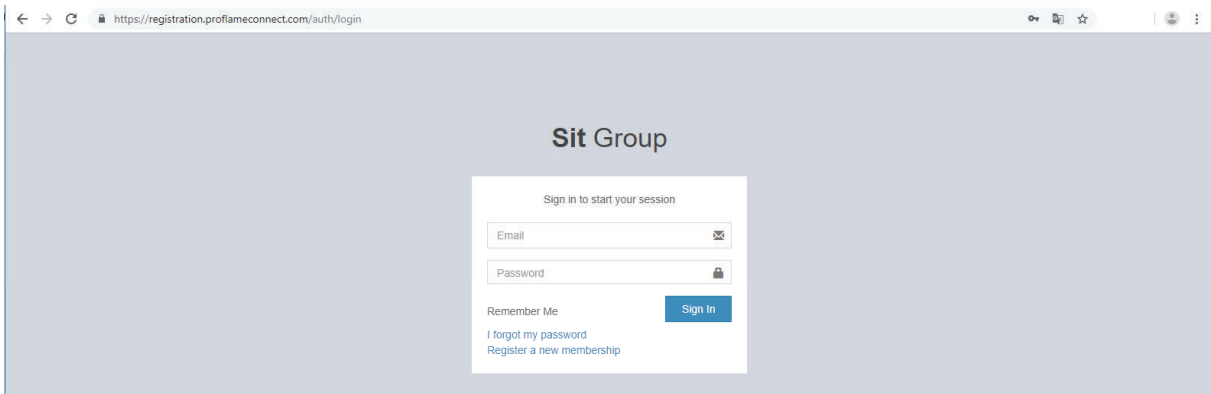 https://registration.proflameconnect.com/auth/login
Sit Group
Sign in to start your session
Email
Password
Remember Me
Sign In
I forgot my password
Register a new membership